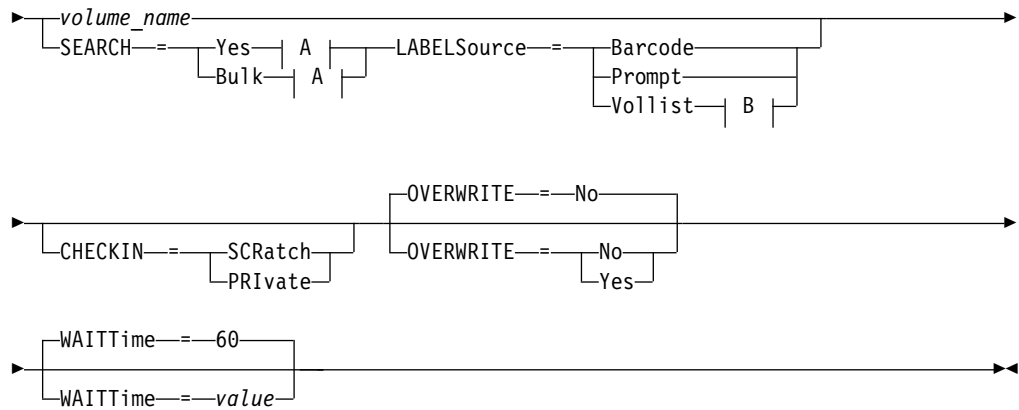 volume_name
SEARCH = Yes A LABELSource = Barcode
Bulk A Prompt
Vollist B
OVERWRITE = No
CHECKIN = SCRatch OVERWRITE = No
PRIvate Yes
WAITTime = 60
WAITTime = value